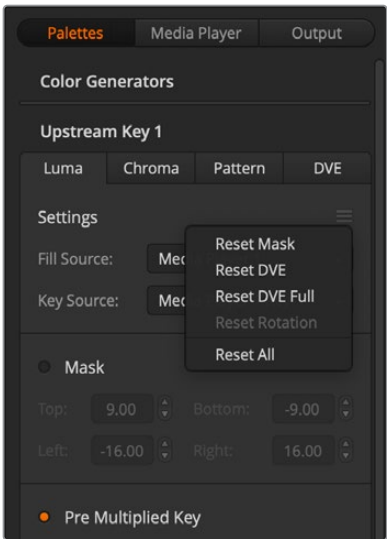 Palettes Media Player Output
Color Generators
Upstream Key 1
Luma Chroma Pattern DVE
Settings
Reset Mask
Fill Source:
Reset DVE
Reset DVE Full
Key Source:
Reset Rotation
Reset All
Mask
Top: 9.00 Bottom: -9.00
Left: -16.00 Right: 16.00
Pre Multiplied Key